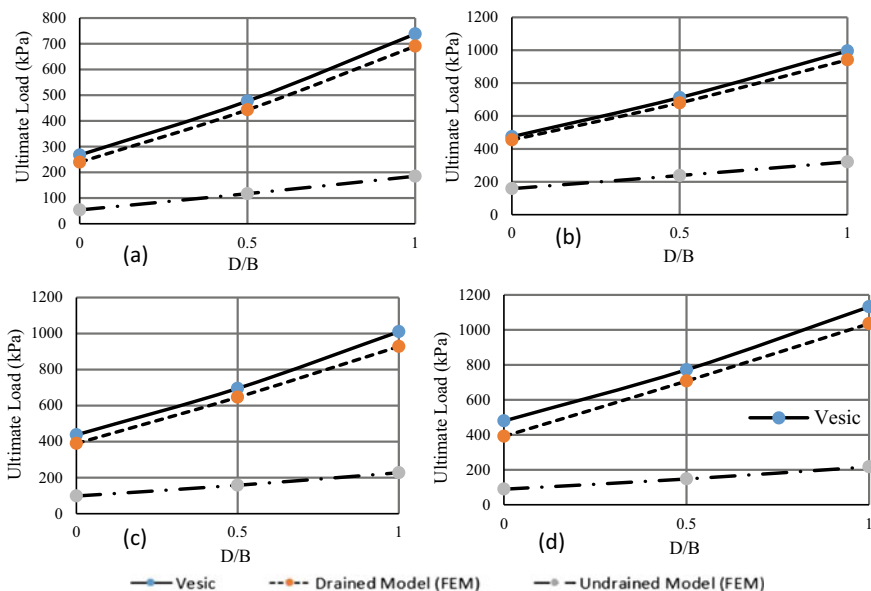 Ultimate Load (kPa)
800
700
600
500
400
300
200
100
0
0 0.5 1
(a)
D/B
Ultimate Load (kPa)
1200
1000
800
600
400
200
0
0 0.5 1
(b)
D/B
Ultimate Load (kPa)
1200
1000
800
600
400
200
0
0 0.5 1
(c)
D/B
Ultimate Load (kPa)
1200
1000
800
600
400
200
0
Vesic
0 0.5 1
(d)
D/B
Vesic Drained Model (FEM) Undrained Model (FEM)